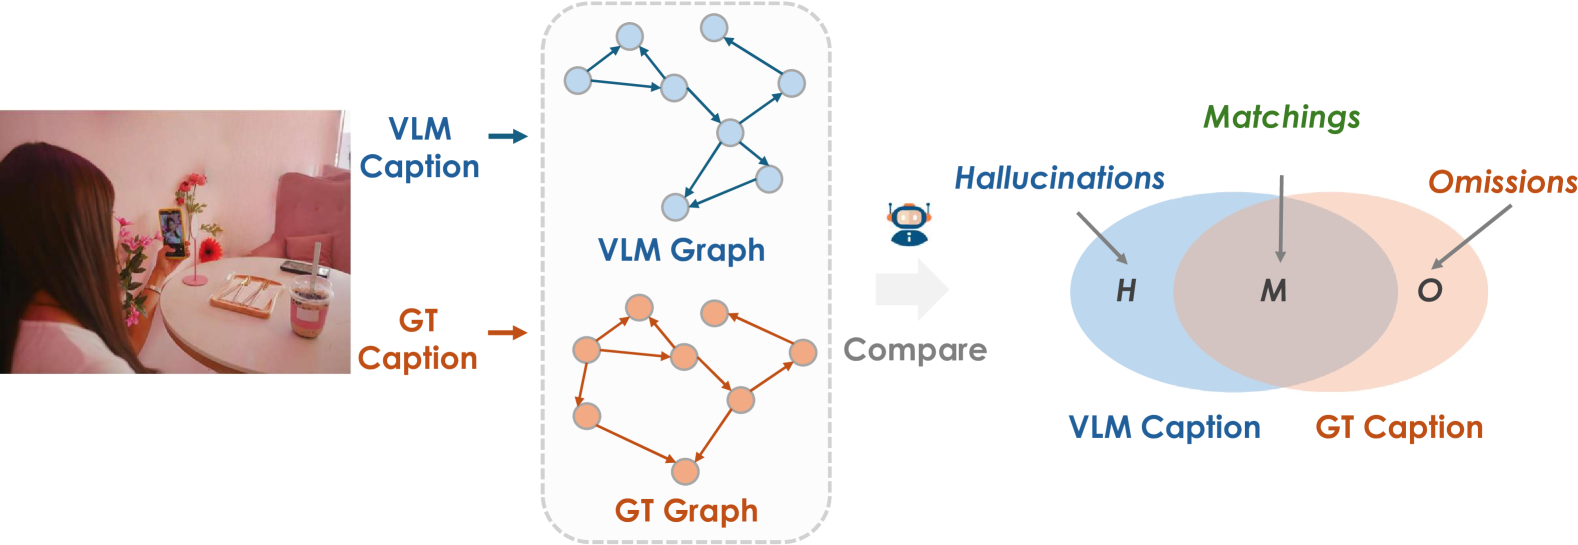 VLM
Caption
GT
Caption
VLM Graph
GT Graph
Compare
Matchings
Hallucinations
Omissions
H
M
O
VLM Caption
GT Caption